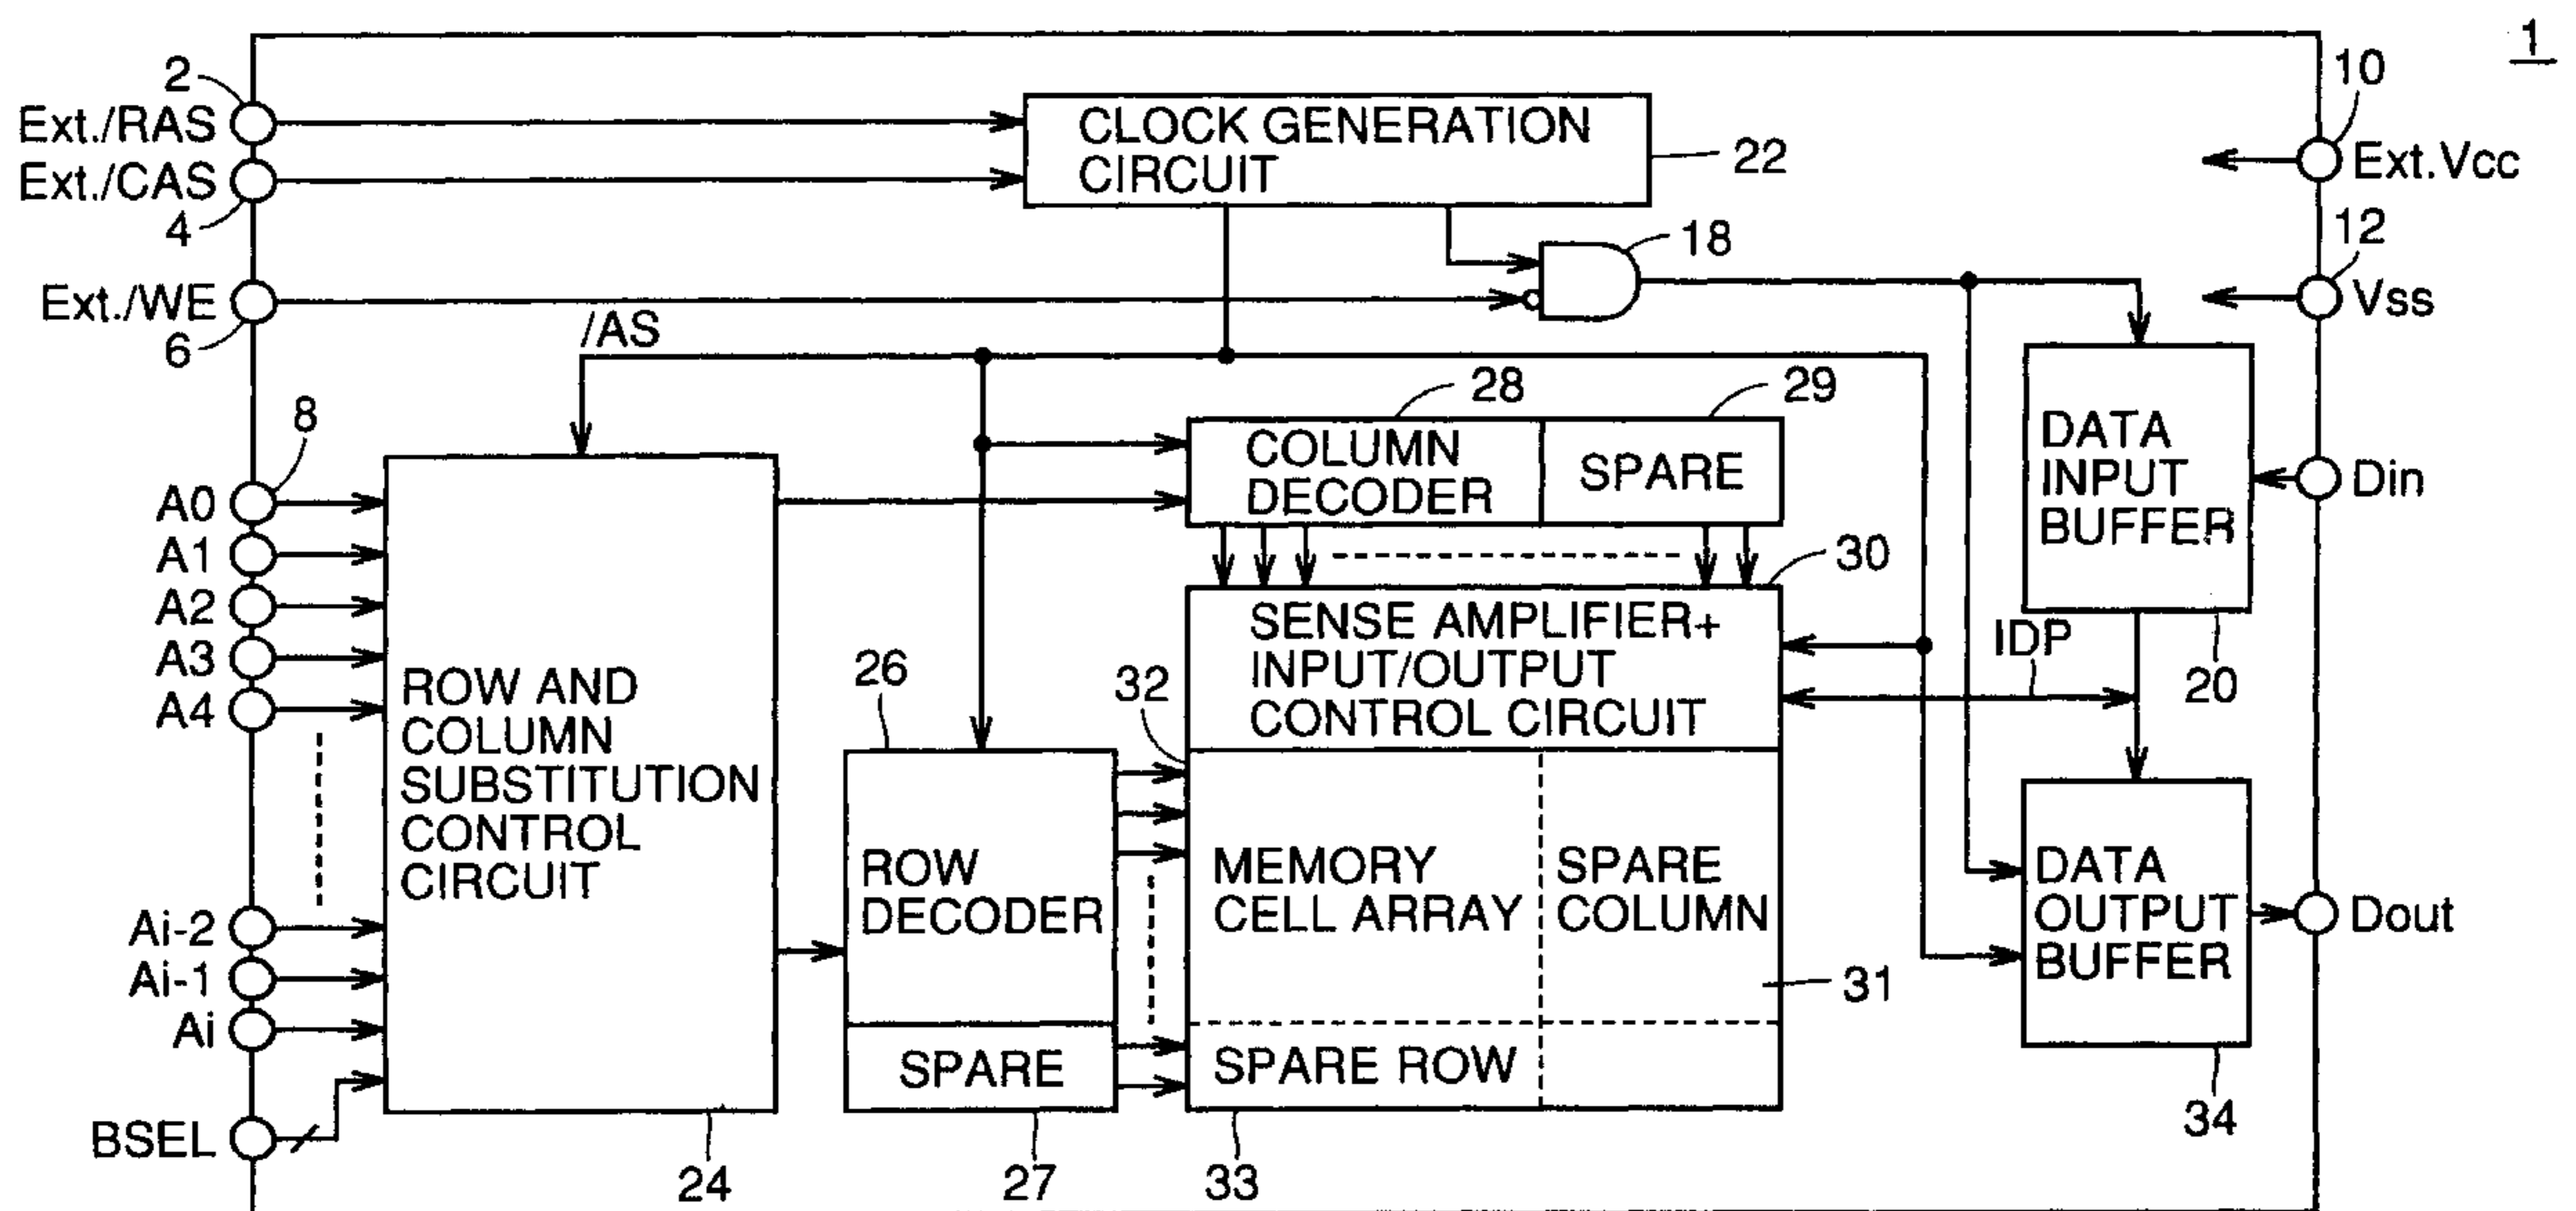 1
2
10
Ext./RAS
CLOCK GENERATION
CIRCUIT
22
Ext.Vcc
Ext./CAS
4
18
12
Ext./WE
6
/AS
Vss
8
28
29
COLUMN
DECODER
SPARE
DATA
INPUT
BUFFER
Din
20
A0
A1
A2
A3
A4
Ai-2
Ai-1
Ai
BSEL
ROW AND
COLUMN
SUBSTITUTION
CONTROL
CIRCUIT
24
30
SENSE AMPLIFIER+
INPUT/OUTPUT
CONTROL CIRCUIT
IDP
26
32
ROW
DECODER
SPARE
27
MEMORY
CELL ARRAY
SPARE
COLUMN
31
SPARE ROW
33
DATA
OUTPUT
BUFFER
Dout
34